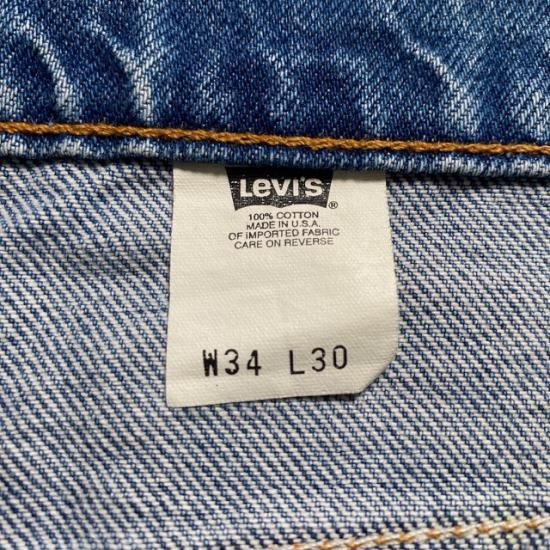 LEVI'S ®
100% COTTON
MADE IN U.S.A.
OF IMPORTED FABRIC
CARE ON REVERSE
W34 L30